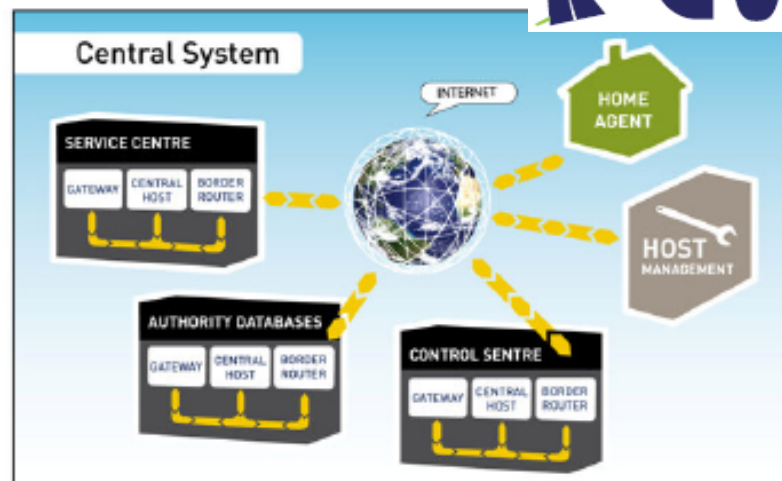 Central System
INTERNET
HOME
AGENT
SERVICE CENTRE
GATEWAY
CENTRAL
HOST
BORDER
ROUTER
HOST
MANAGEMENT
AUTHORITY DATABASES
GATEWAY
CENTRAL
HOST
BORDER
ROUTER
CONTROL SENTRE
GATEWAY
CENTRAL
HOST
BORDER
ROUTER